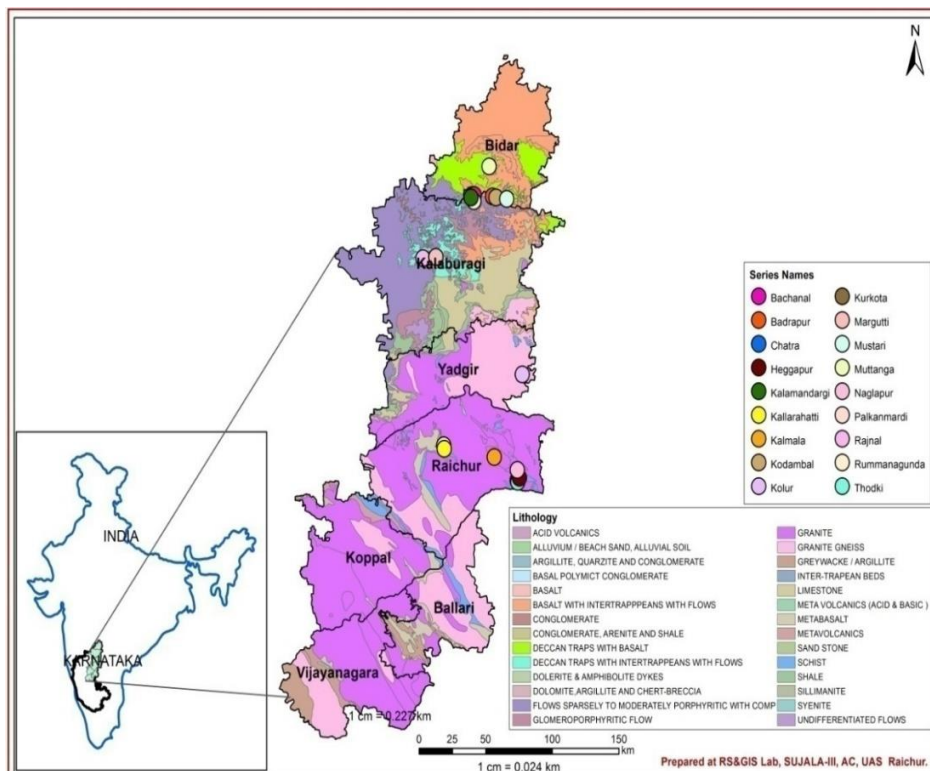 N
Bidar
Kalaburagi
Yadgir
Raichur
Koppal
Ballari
Vijayanagara
1 cm = 0.227 km
INDIA
KARNATAKA
Series Names
Bachanal
Badrapur
Chatra
Heggapur
Kalamandargi
Kallarahatti
Kalmala
Kodambal
Kolur
Kurkota
Margutti
Mustari
Muttanga
Naglapur
Palkanmardi
Rajnal
Rummanagunda
Thodki
Lithology
ACID VOLCANICS
ALLUVIUM / BEACH SAND, ALLUVIAL SOIL
ARGILLITE, QUARZITE AND CONGLOMERATE
BASAL POLYMICT CONGLOMERATE
BASALT
BASALT WITH INTERTRAPPPEANS WITH FLOWS
CONGLOMERATE
CONGLOMERATE, ARENITE AND SHALE
DECCAN TRAPS WITH BASALT
DECCAN TRAPS WITH INTERTRAPPEANS WITH FLOWS
DOLERITE & AMPHIBOLITE DYKES
DOLOMITE,ARGILLITE AND CHERT-BRECCIA
FLOWS SPARSELY TO MODERATELY PORPHYRITIC WITH COMP
GLOMEROPORPHYRITIC FLOW
GRANITE
GRANITE GNEISS
GREYWACKE / ARGILLITE
INTER-TRAPEAN BEDS
LIMESTONE
META VOLCANICS (ACID & BASIC )
METABASALT
METAVOLCANICS
SAND STONE
SCHIST
SHALE
SILLIMANITE
SYENITE
UNDIFFERENTIATED FLOWS
0 25 50 100 150
km
1 cm = 0.024 km
Prepared at RS&GIS Lab, SUJALA-III, AC, UAS Raichur.